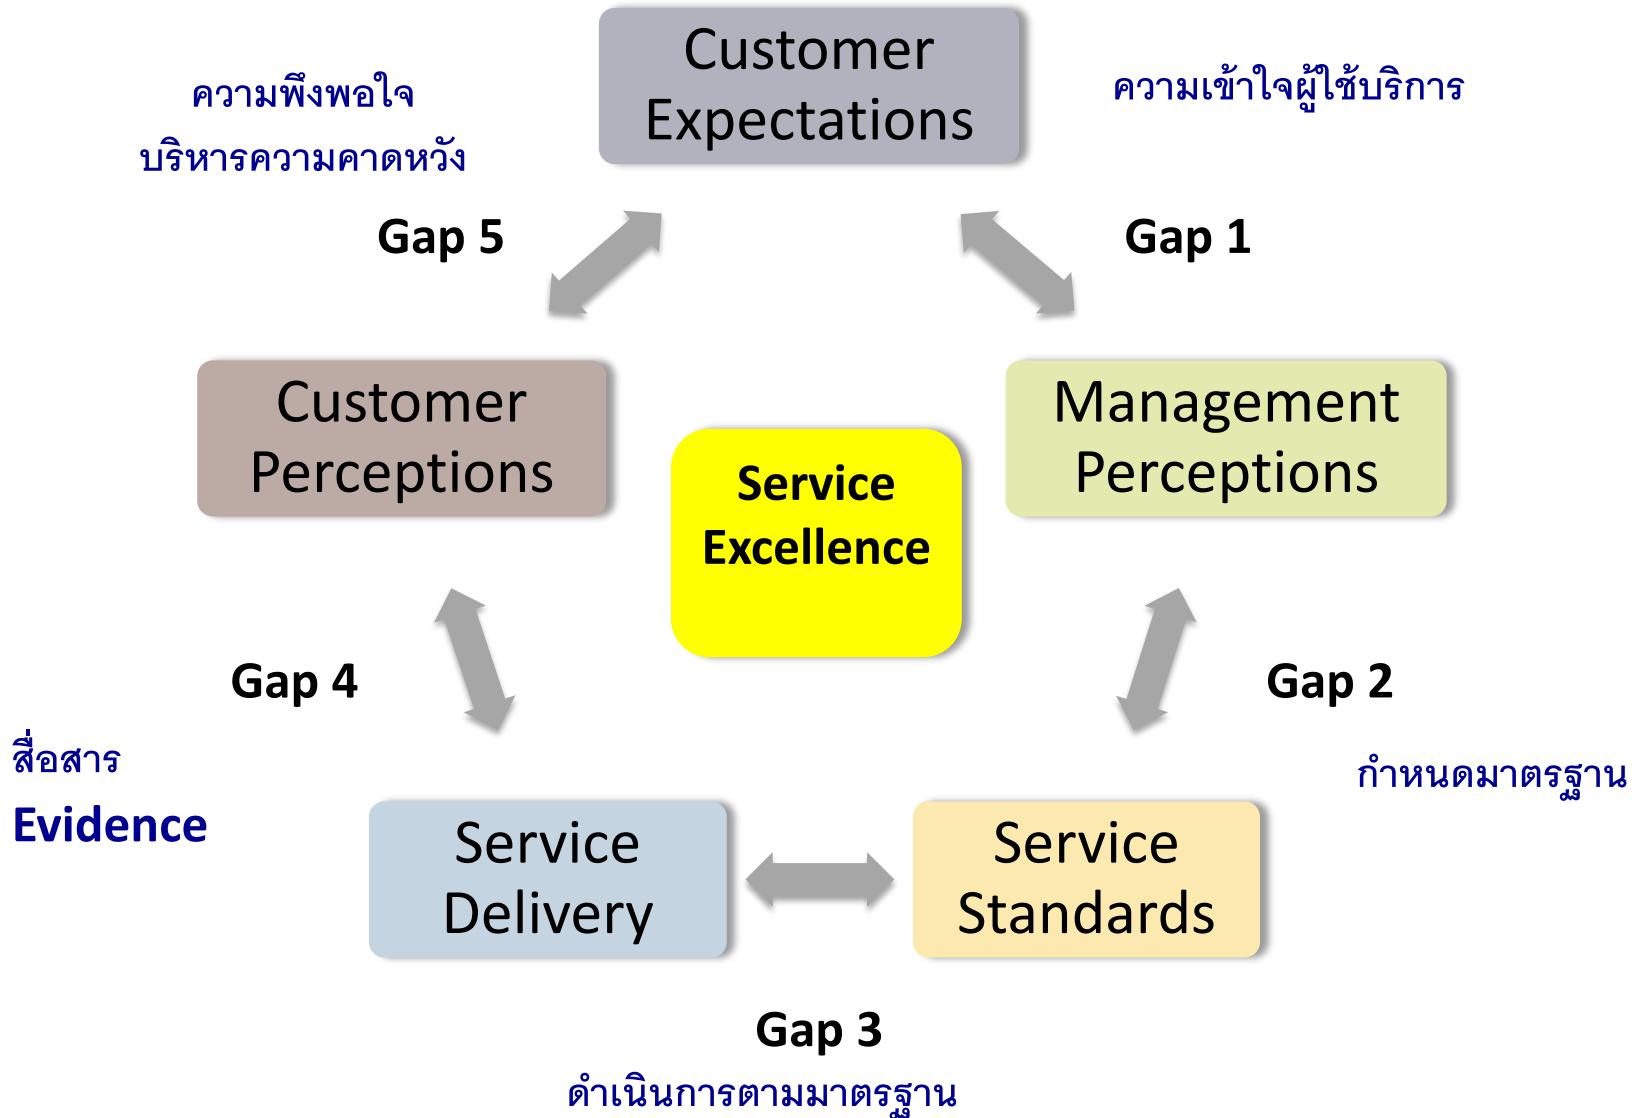 Customer
Expectations
ความพึงพอใจ
บริหารความคาดหวัง
ความเข้าใจผู้ใช้บริการ
Gap 5
Gap 1
Customer
Perceptions
Management
Perceptions
Service
Excellence
Gap 4
Gap 2
สื่อสาร
Evidence
กำหนดมาตรฐาน
Service
Delivery
Service
Standards
Gap 3
ดำเนินการตามมาตรฐาน